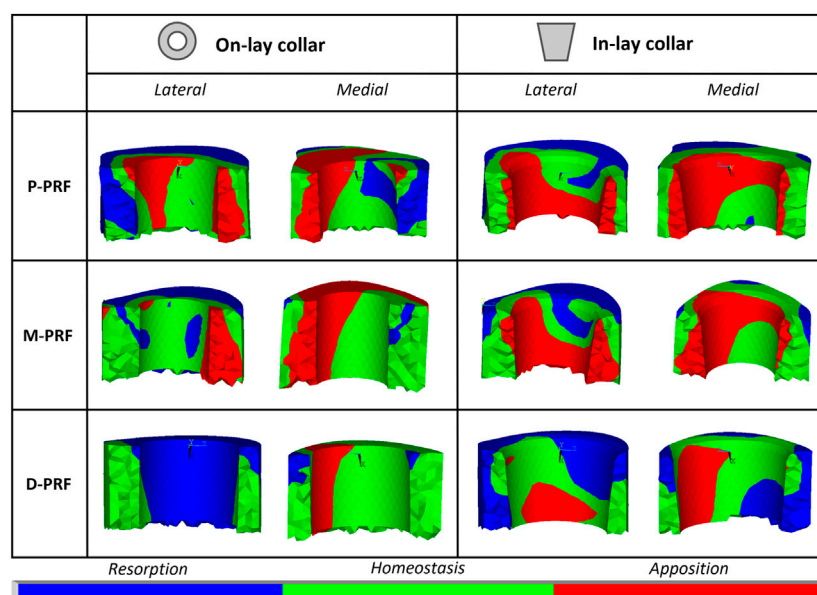 On-lay collar
In-lay collar
Lateral
Medial
Lateral
Medial
P-PRF
M-PRF
D-PRF
Resorption
Homeostasis
Apposition